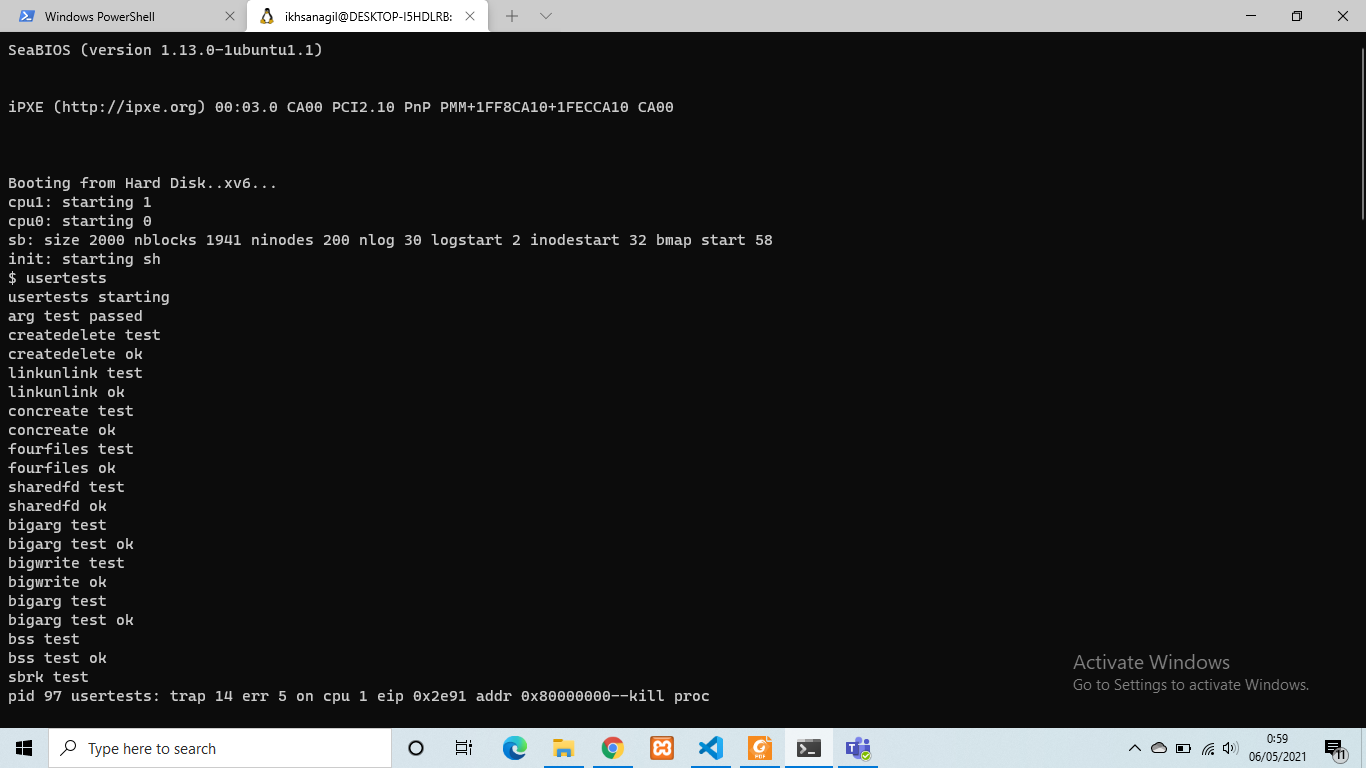 Windows PowerShell
ikhsanagil@DESKTOP-I5HDLRB:
SeaBIOS (version 1.13.0-1ubuntu1.1)
iPXE (http://ipxe.org) 00:03.0 CA00 PCI2.10 PnP PMM+1FF8CA10+1FECCA10 CA00
Booting from Hard Disk..xv6...
cpu1: starting 1
cpu0: starting 0
sb: size 2000 nblocks 1941 ninodes 200 nlog 30 logstart 2 inodestart 32 bmap start 58
init: starting sh
$ usertests
usertests starting
arg test passed
createdelete test
createdelete ok
linkunlink test
linkunlink ok
concreate test
concreate ok
fourfiles test
fourfiles ok
sharedfd test
sharedfd ok
bigarg test
bigarg test ok
bigwrite test
bigwrite ok
bigarg test
bigarg test ok
bss test
bss test ok
sbrk test
pid 97 usertests: trap 14 err 5 on cpu 1 eip 0x2e91 addr 0x80000000--kill proc
Activate Windows
Go to Settings to activate Windows.
Type here to search
PDF
0:59
06/05/2021
11